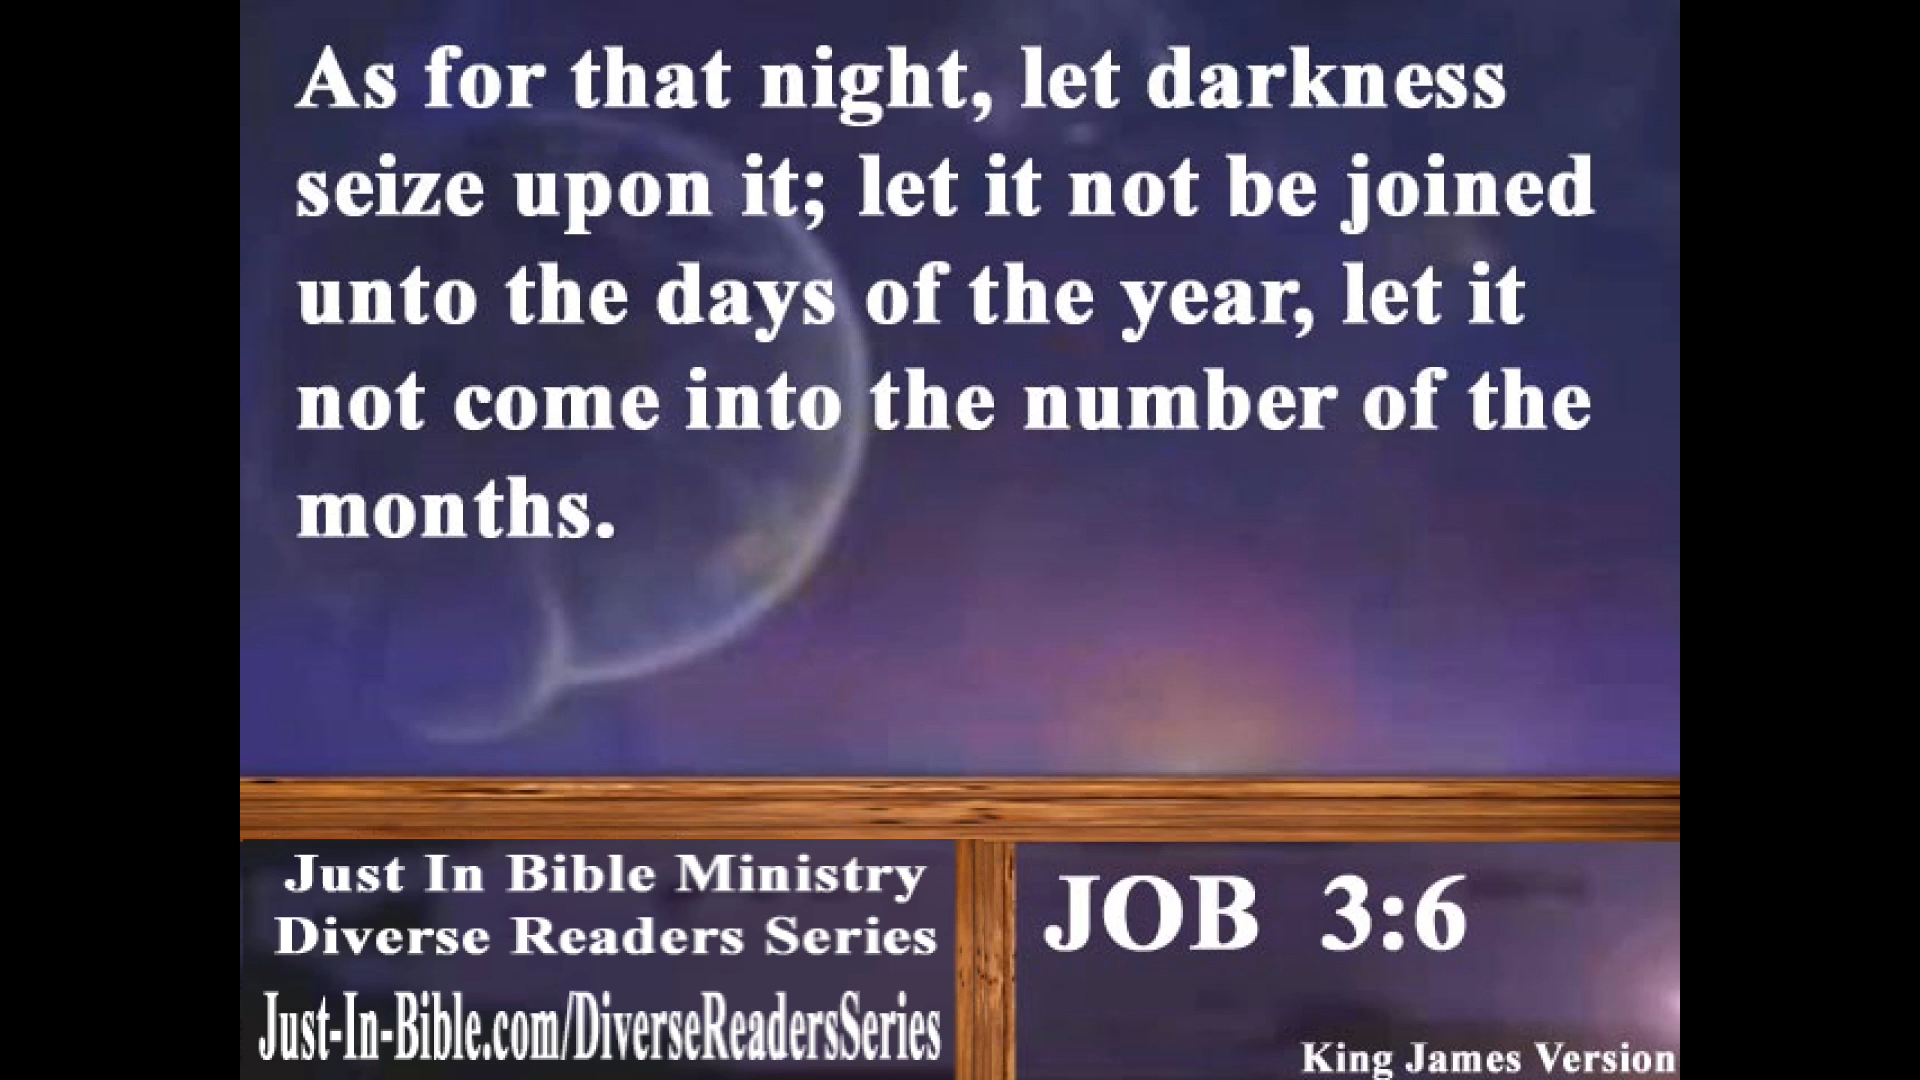 As for that night, let darkness
seize upon it; let it not be joined
unto the days of the year, let it
not come into the number of the
months.
Just In Bible Ministry
Diverse Readers Series
Just-In-Bible.com/DiverseReadersSeries
JOB 3:6
King James Version